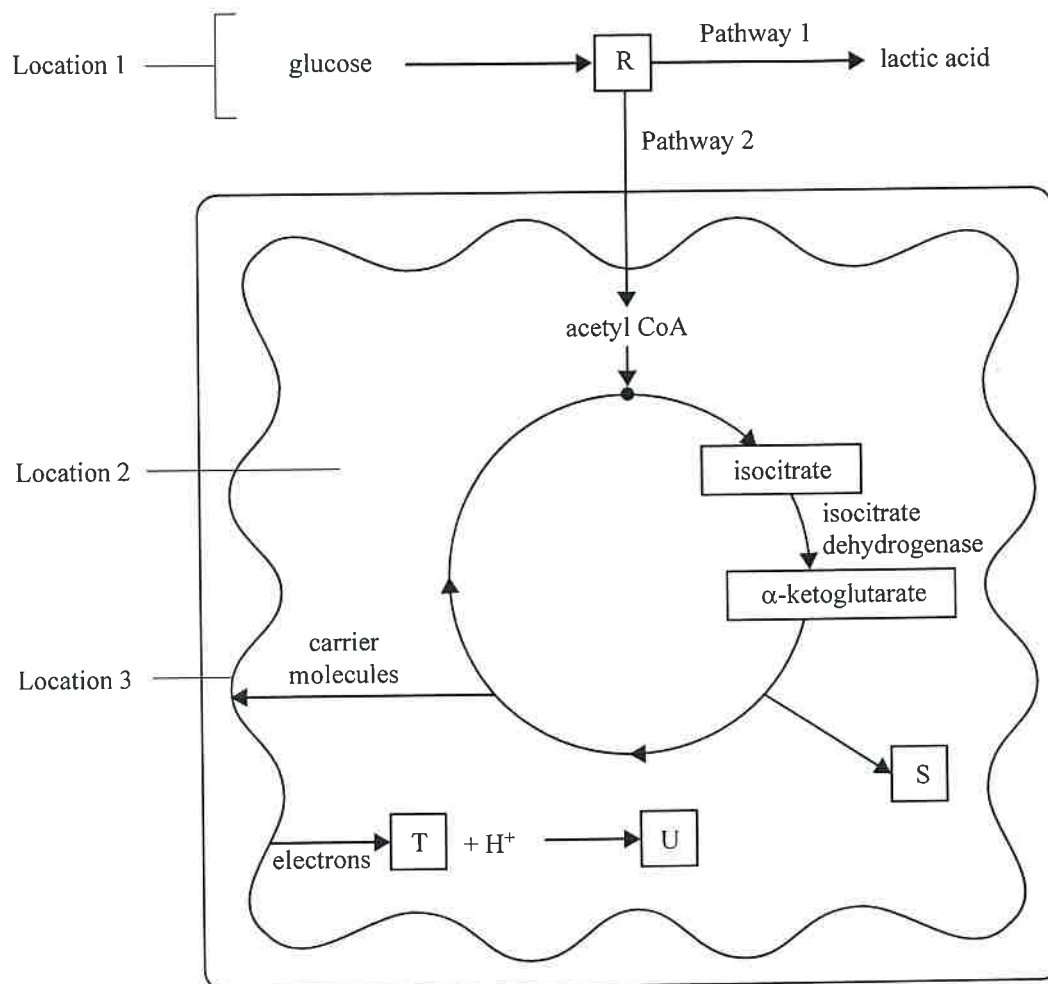 Pathway 1
Location 1
glucose
R
lactic acid
Pathway 2
acetyl CoA
Location 2
isocitrate
isocitrate
dehydrogenase
α-ketoglutarate
carrier
molecules
Location 3
S
T
+ H⁺
U
electrons